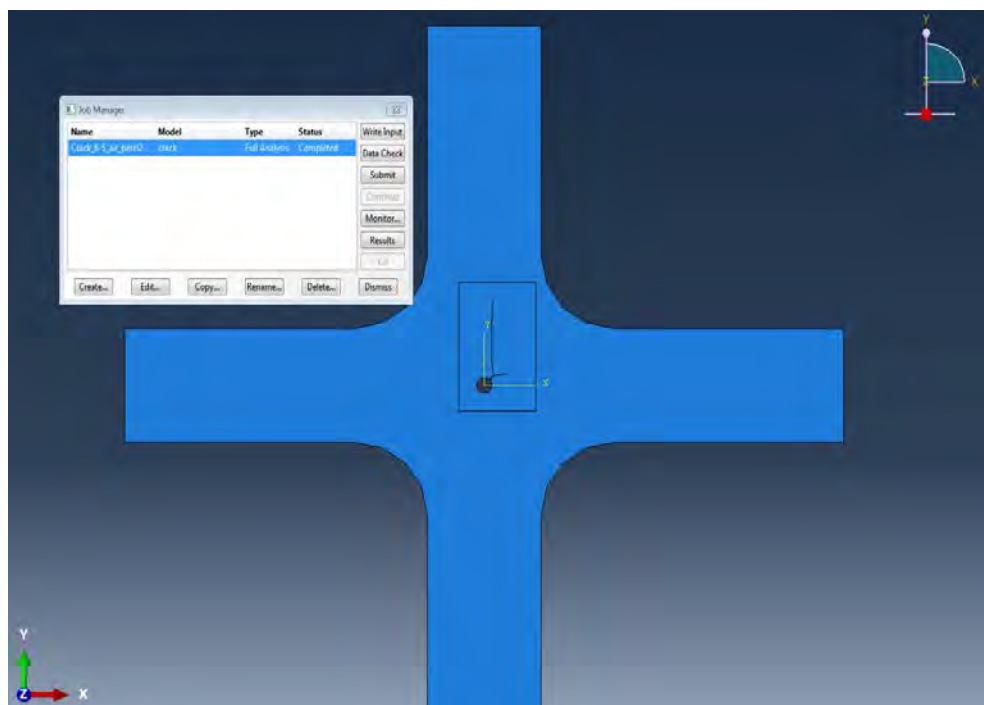 Job Manager
Name Model Type Status
crack Full Analysis Completed
Write Input
Data Check
Submit
Continue
Monitor...
Results
Kill
Create... Edit... Copy... Rename... Delete... Dismiss
Y
X
Z
Y
X
Y
Z X